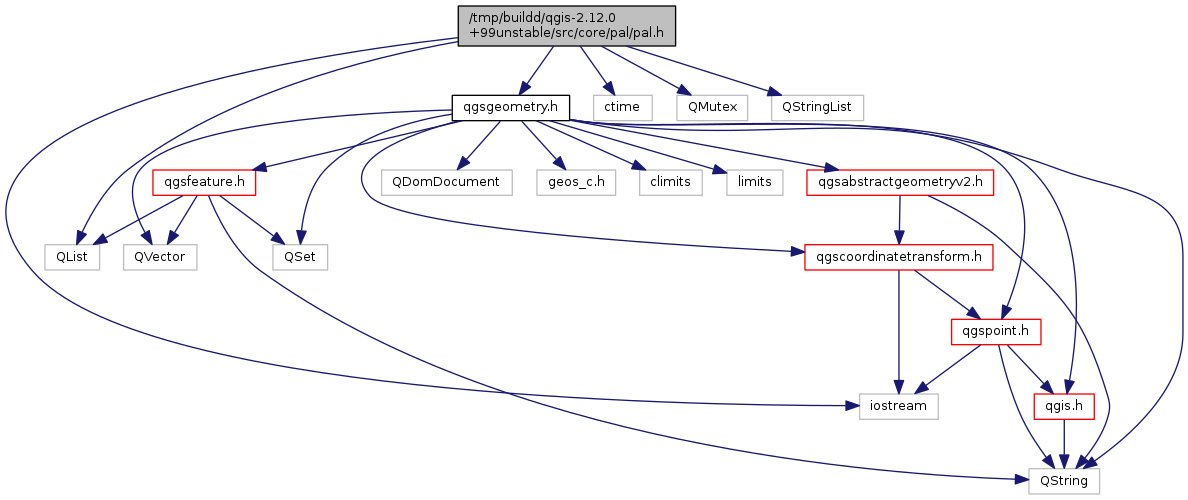 /tmp/buildd/qgis-2.12.0
+99unstable/src/core/pal/pal.h
qgsgeometry.h
ctime
QMutex
QStringList
qgsfeature.h
QDomDocument
geos_c.h
climits
limits
qgsabstractgeometryv2.h
QList
QVector
QSet
qgscoordinatetransform.h
qgspoint.h
iostream
qgis.h
QString